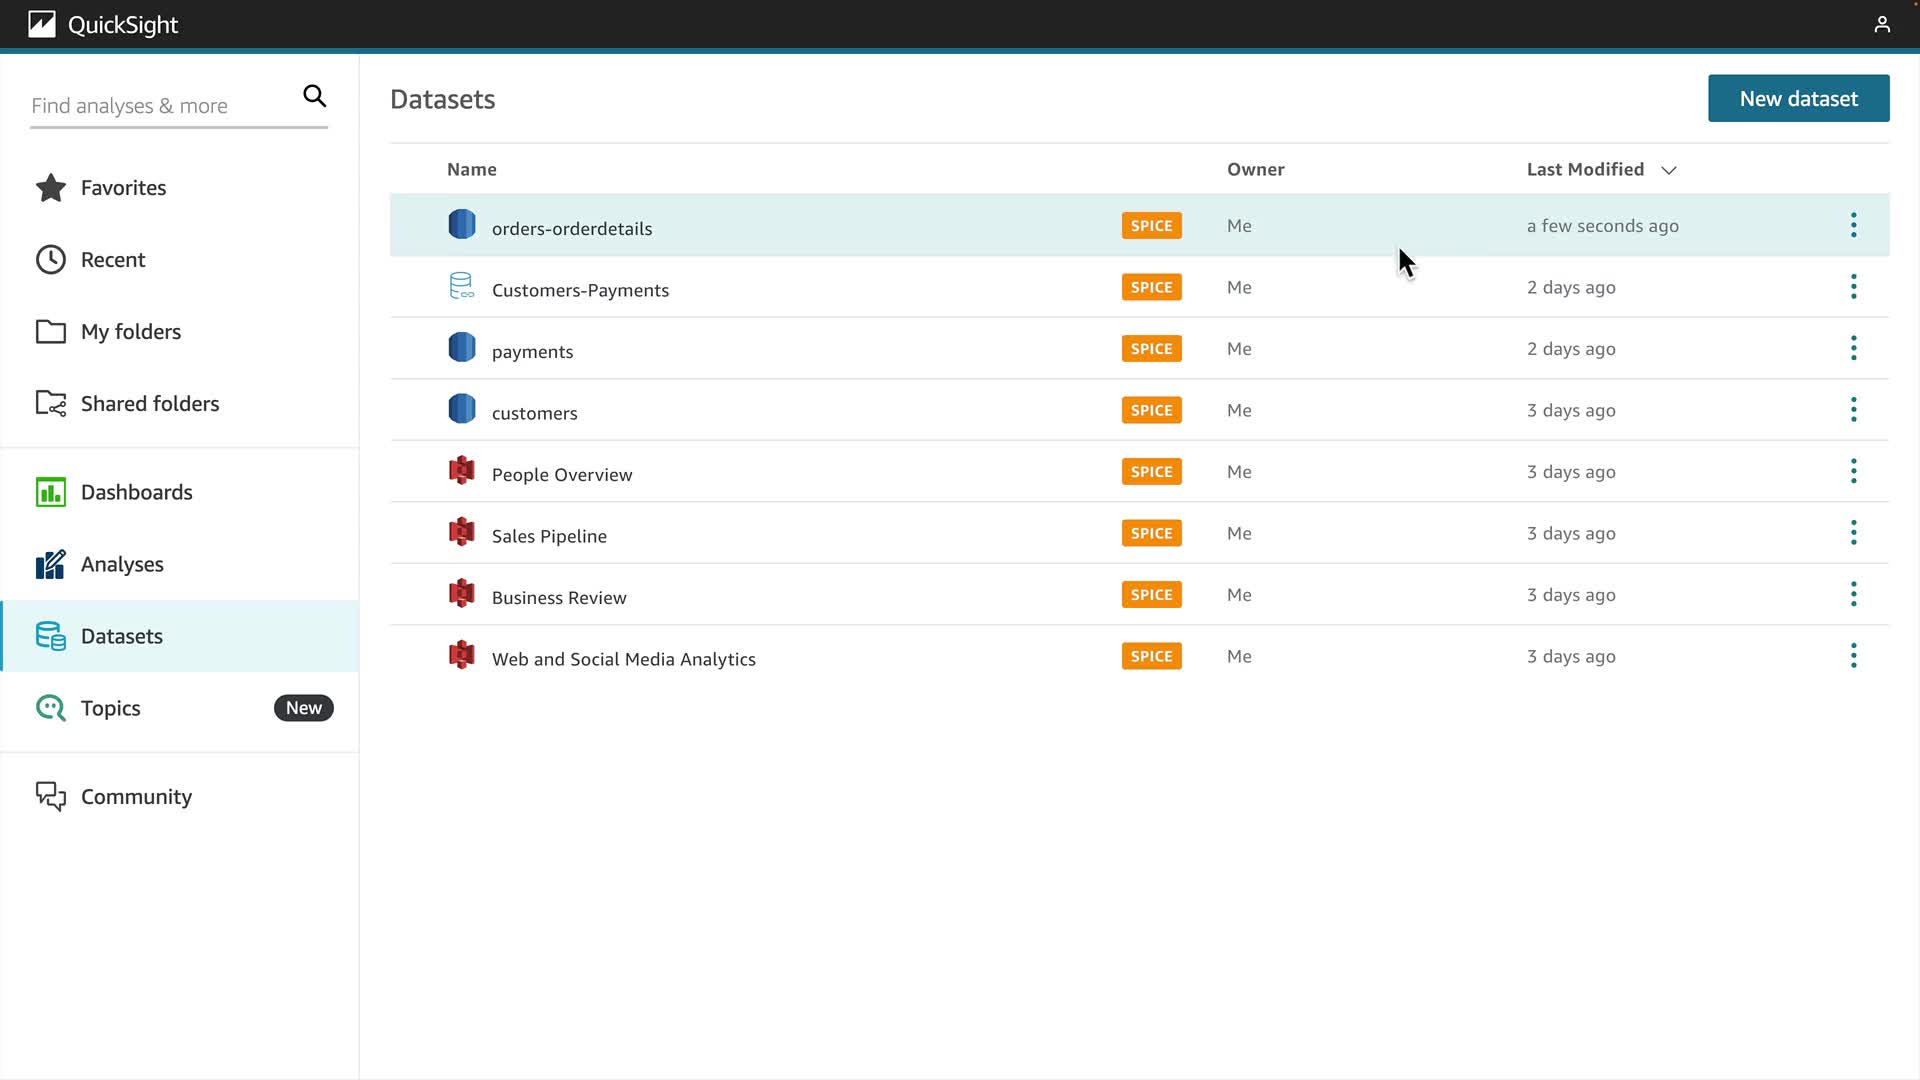 QuickSight
Find analyses & more
Favorites
Recent
My folders
Shared folders
Dashboards
Analyses
Datasets
Topics New
Community
Datasets New dataset
Name Owner Last Modified
orders-orderdetails SPICE Me a few seconds ago
Customers-Payments SPICE Me 2 days ago
payments SPICE Me 2 days ago
customers SPICE Me 3 days ago
People Overview SPICE Me 3 days ago
Sales Pipeline SPICE Me 3 days ago
Business Review SPICE Me 3 days ago
Web and Social Media Analytics SPICE Me 3 days ago